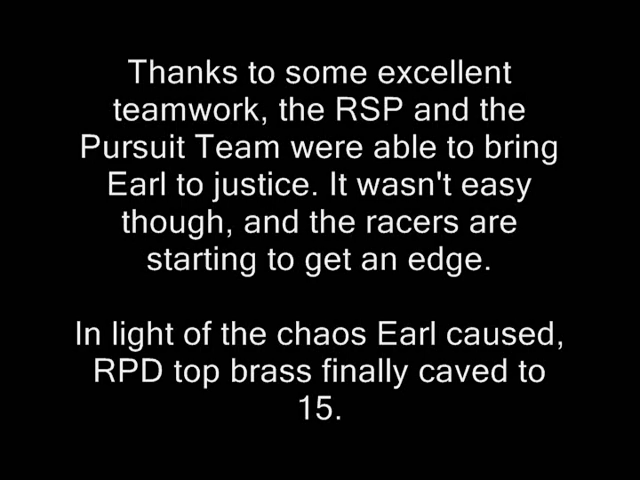 Thanks to some excellent
teamwork, the RSP and the
Pursuit Team were able to bring
Earl to justice. It wasn't easy
though, and the racers are
starting to get an edge.
In light of the chaos Earl caused,
RPD top brass finally caved to
15.